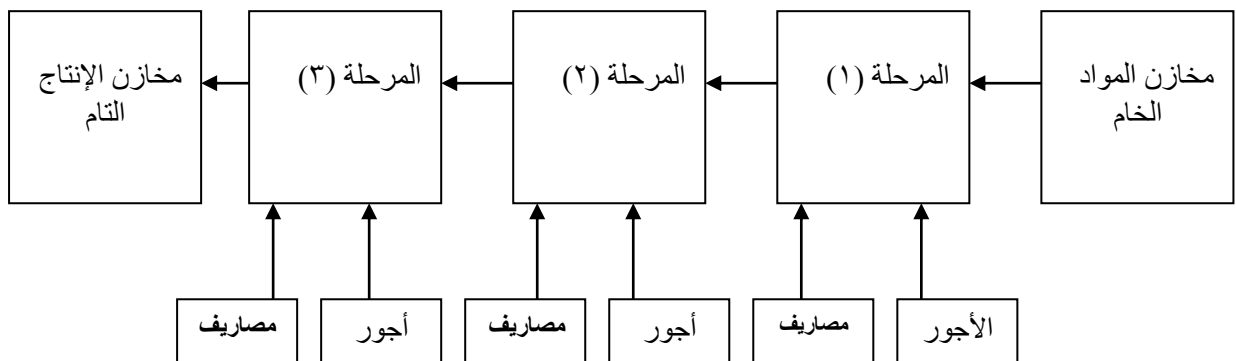 مخازن المواد
الخام
المرحلة (١)
المرحلة (٢)
المرحلة (٣)
مخازن الإنتاج
التام
الأجور
مصاريف
أجور
مصاريف
أجور
مصاريف